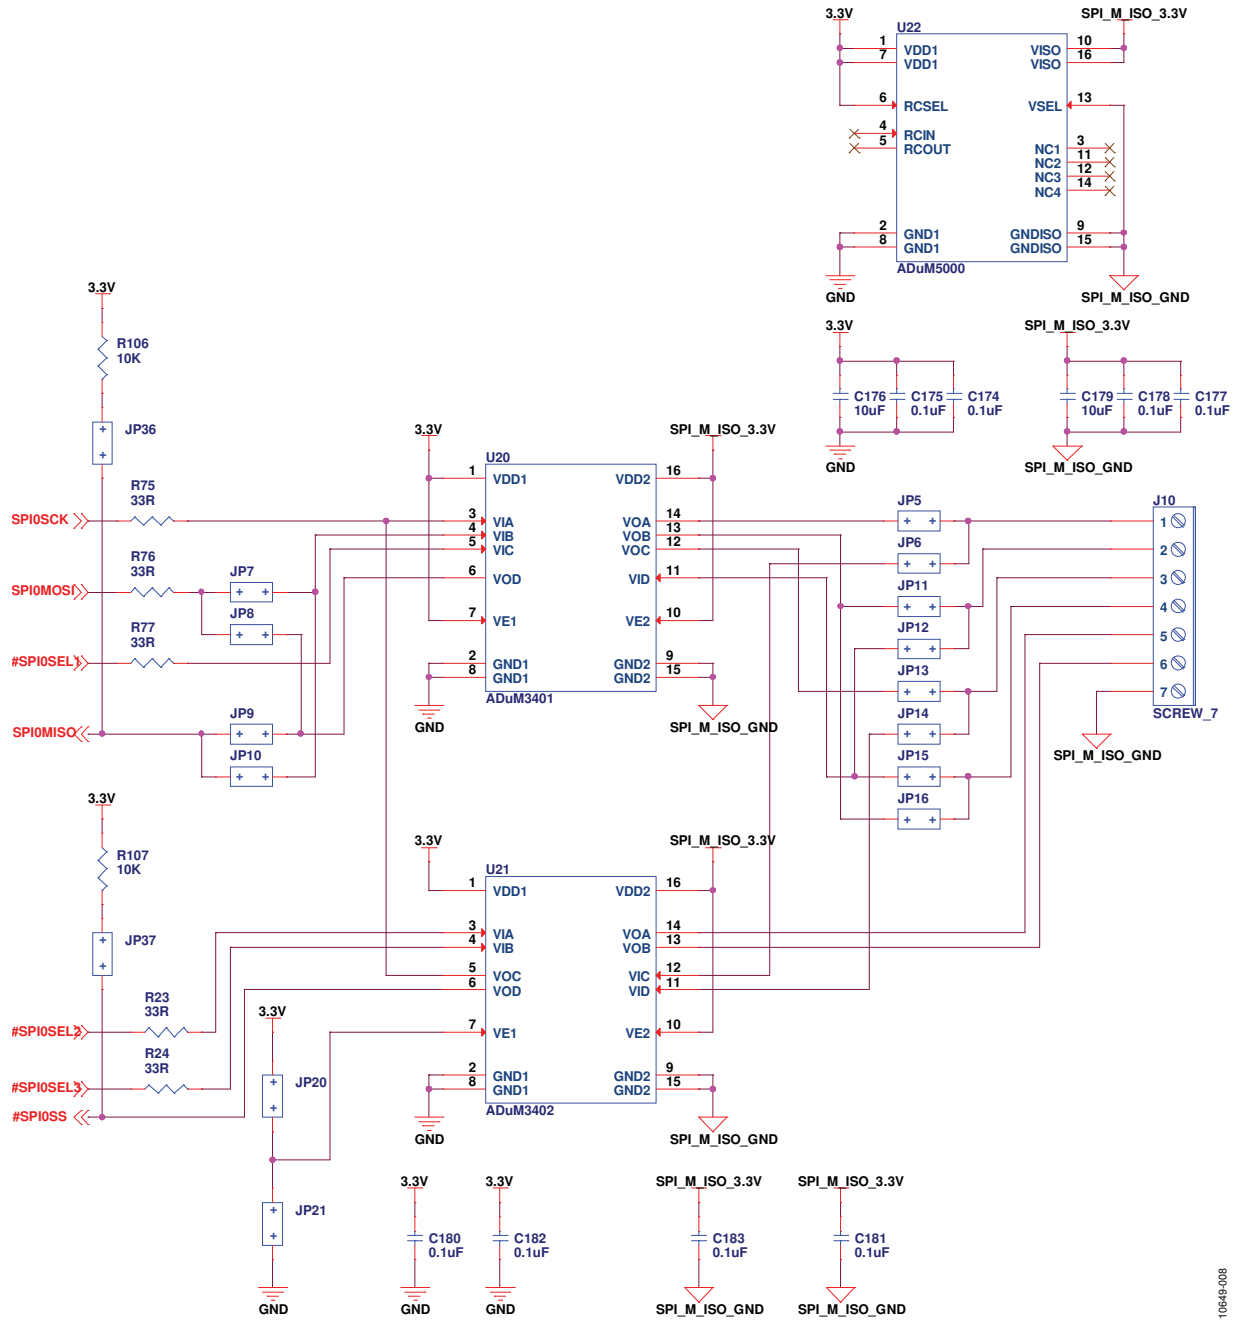 3.3V
SPI_M_ISO_3.3V
U22
1 VDD1 VISO 10
7 VDD1 VISO 16
6 RCSEL VSEL 13
4 RCIN
5 RCOUT NC1 3
NC2 11
NC3 12
NC4 14
2 GND1 GNDISO 9
8 GND1 GNDISO 15
ADuM5000
GND
SPI_M_ISO_GND
3.3V
SPI_M_ISO_3.3V
C176 C175 C174
10uF 0.1uF 0.1uF
C179 C178 C177
10uF 0.1uF 0.1uF
GND
SPI_M_ISO_GND
3.3V
R106
10K
JP36
3.3V
SPI_M_ISO_3.3V
U20
1 VDD1 VDD2 16
3 VIA VOA 14
4 VIB VOB 13
5 VIC VOC 12
6 VOD VID 11
7 VE1 VE2 10
2 GND1 GND2 9
8 GND1 GND2 15
ADuM3401
GND
SPI_M_ISO_GND
R75
33R
SPI0SCK
R76
33R
SPI0MOSI
JP7
JP8
R77
33R
#SPI0SEL1
JP9
SPI0MISO
JP10
JP5
JP6
JP11
JP12
JP13
JP14
JP15
JP16
J10
1
2
3
4
5
6
7
SCREW_7
SPI_M_ISO_GND
3.3V
R107
10K
JP37
3.3V
SPI_M_ISO_3.3V
U21
1 VDD1 VDD2 16
3 VIA VOA 14
4 VIB VOB 13
5 VOC VIC 12
6 VOD VID 11
7 VE1 VE2 10
2 GND1 GND2 9
8 GND1 GND2 15
ADuM3402
GND
SPI_M_ISO_GND
R23
33R
#SPI0SEL2
R24
33R
#SPI0SEL3
#SPI0SS
3.3V
JP20
JP21
GND
3.3V
C180
0.1uF
GND
3.3V
C182
0.1uF
GND
SPI_M_ISO_3.3V
C183
0.1uF
SPI_M_ISO_GND
SPI_M_ISO_3.3V
C181
0.1uF
SPI_M_ISO_GND
10649-008